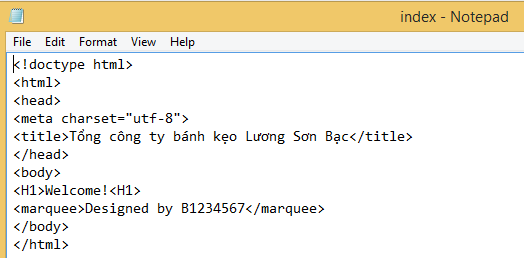 index - Notepad
File Edit Format View Help
<!doctype html>
<html>
<head>
<meta charset="utf-8">
<title>Tổng công ty bánh kẹo Lương Sơn Bạc</title>
</head>
<body>
<H1>Welcome!<H1>
<marquee>Designed by B1234567</marquee>
</body>
</html>